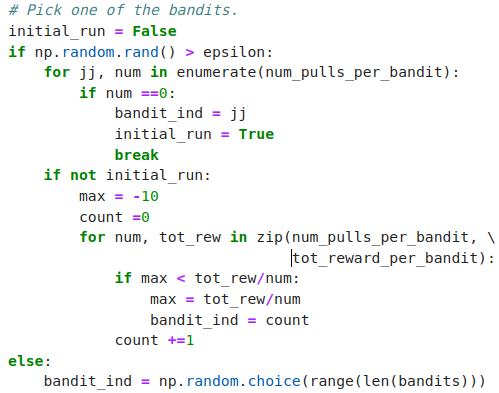 # Pick one of the bandits.
initial_run = False
if np.random.rand() > epsilon:
    for jj, num in enumerate(num_pulls_per_bandit):
        if num ==0:
            bandit_ind = jj
            initial_run = True
            break
    if not initial_run:
        max = -10
        count =0
        for num, tot_rew in zip(num_pulls_per_bandit, \
                                tot_reward_per_bandit):
            if max < tot_rew/num:
                max = tot_rew/num
                bandit_ind = count
            count +=1
else:
    bandit_ind = np.random.choice(range(len(bandits)))